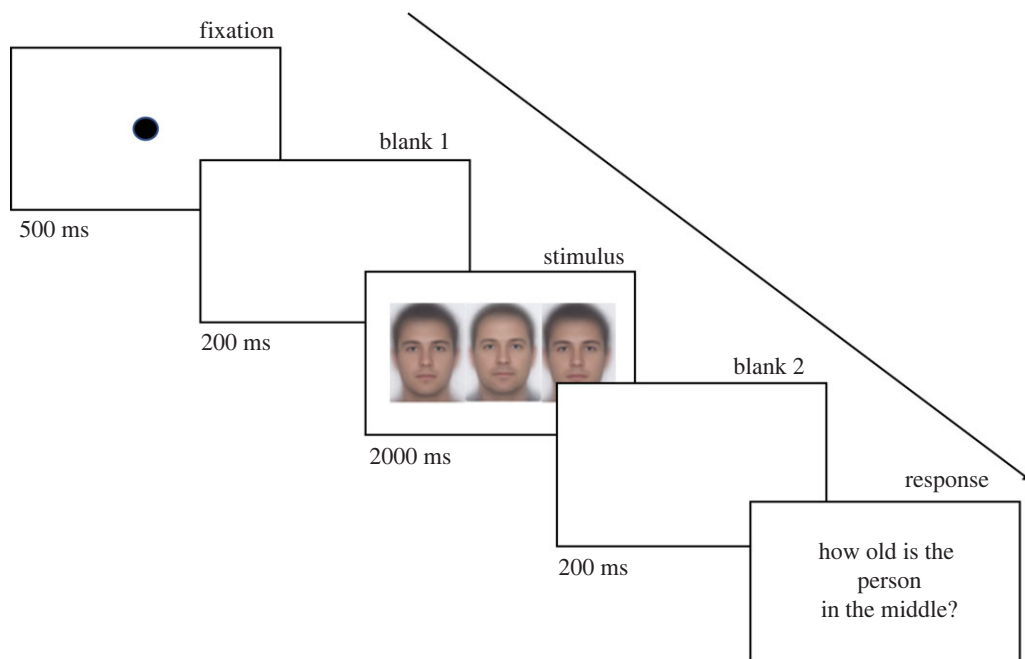 fixation
500 ms
blank 1
200 ms
stimulus
2000 ms
blank 2
200 ms
response
how old is the
person
in the middle?